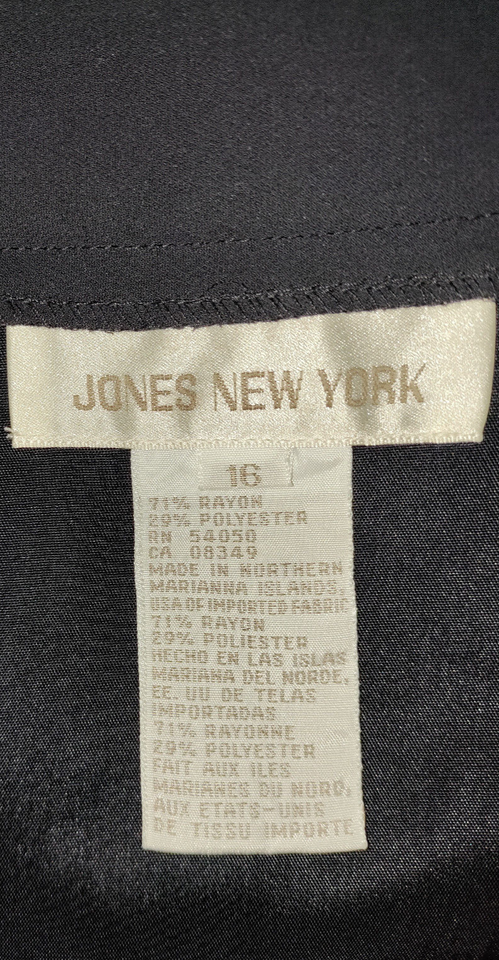 JONES NEW YORK
16
71% RAYON
29% POLYESTER
RN 54050
CA 08349
MADE IN NORTHERN
MARIANNA ISLANDS,
USA OF IMPORTED FABRIC
71% RAYON
29% POLIESTER
HECHO EN LAS ISLAS
MARIANA DEL NORDE,
EE. UU DE TELAS
IMPORTADAS
71% RAYONNE
29% POLYESTER
FAIT AUX ILES
MARIANES DU NORD,
AUX ETATS-UNIS
DE TISSU IMPORTE